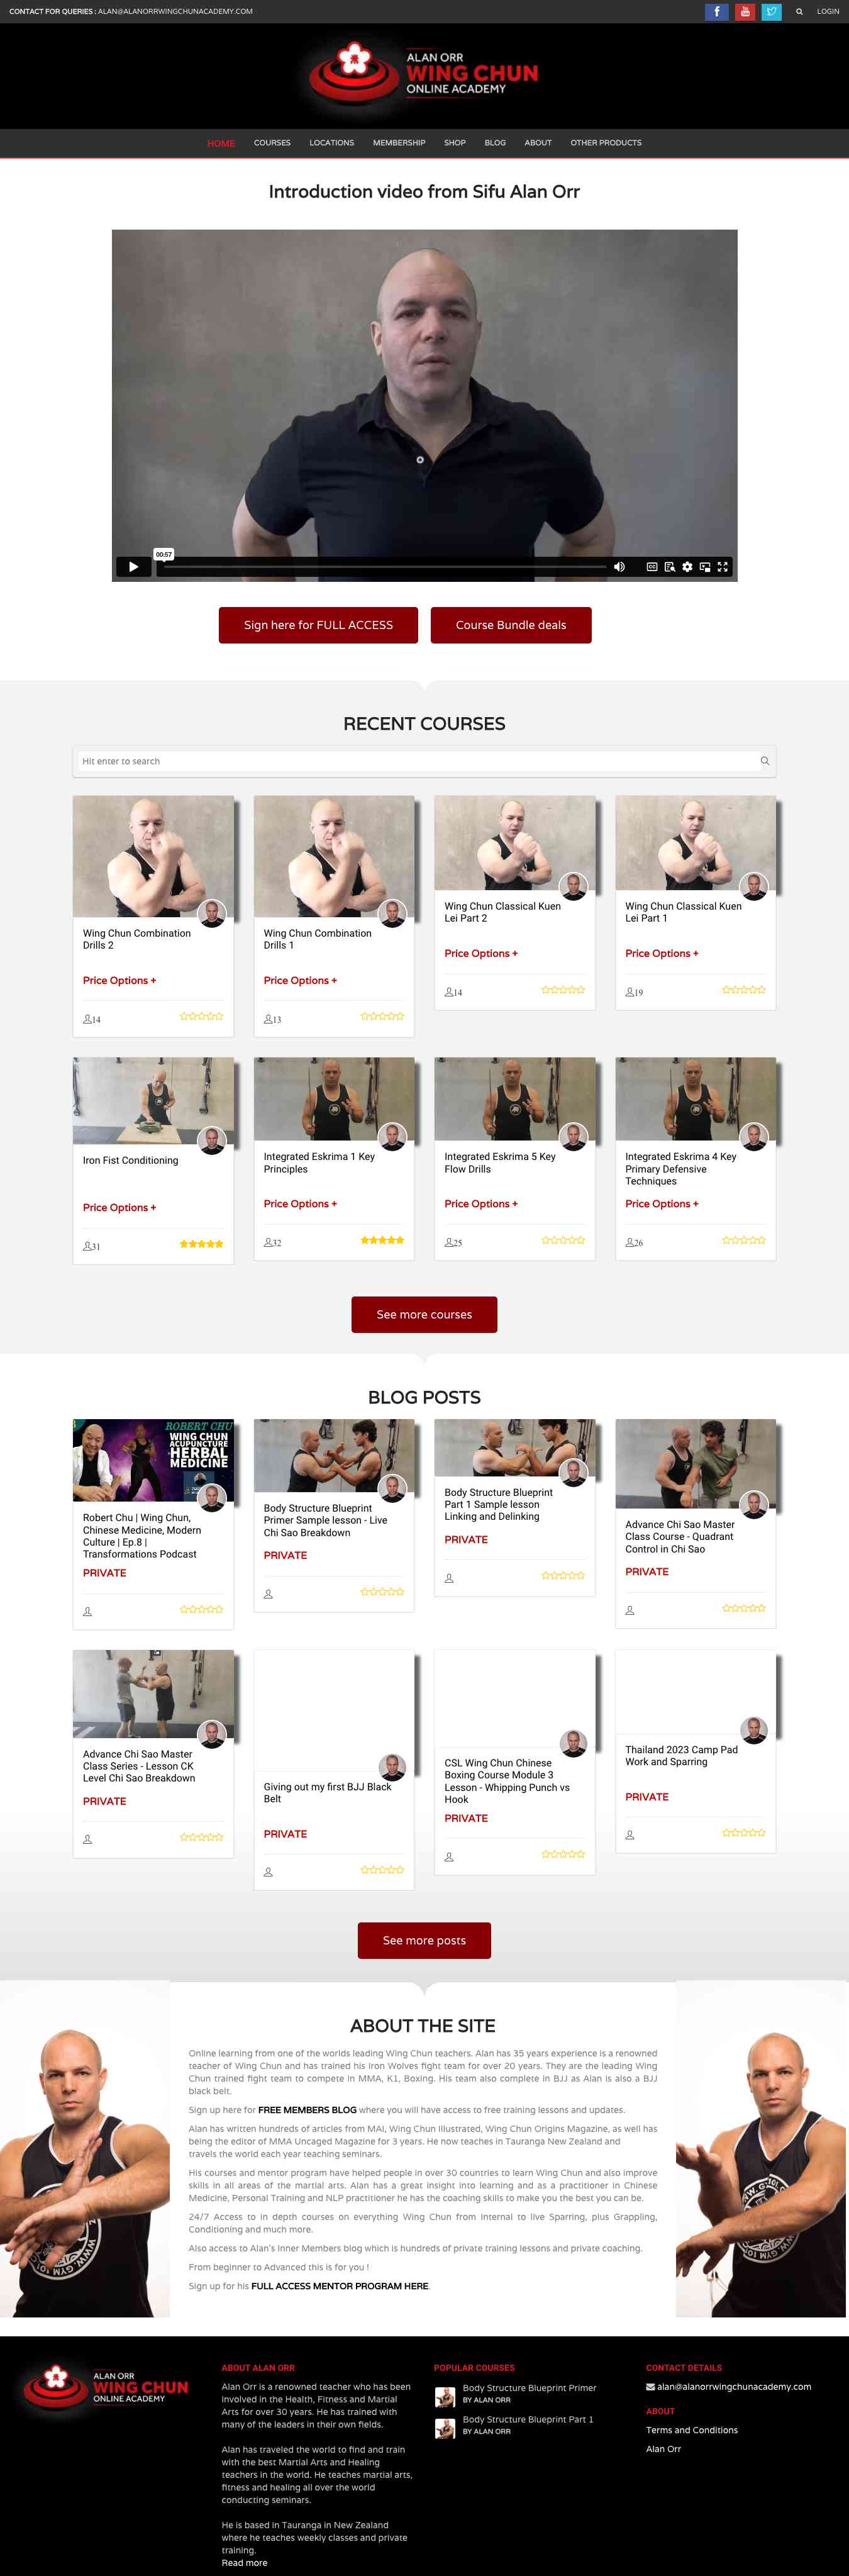 CONTACT FOR QUERIES : ALAN@ALANORRWINGCHUNACADEMY.COM
LOGIN
ALAN ORR
WING CHUN
ONLINE ACADEMY
HOME COURSES LOCATIONS MEMBERSHIP SHOP BLOG ABOUT OTHER PRODUCTS
Introduction video from Sifu Alan Orr
00:57
Sign here for FULL ACCESS
Course Bundle deals
RECENT COURSES
Hit enter to search
Wing Chun Combination
Drills 2
Price Options +
14
Wing Chun Combination
Drills 1
Price Options +
13
Wing Chun Classical Kuen
Lei Part 2
Price Options +
14
Wing Chun Classical Kuen
Lei Part 1
Price Options +
19
Iron Fist Conditioning
Price Options +
31
Integrated Eskrima 1 Key
Principles
Price Options +
32
Integrated Eskrima 5 Key
Flow Drills
Price Options +
25
Integrated Eskrima 4 Key
Primary Defensive
Techniques
Price Options +
26
See more courses
BLOG POSTS
ROBERT CHU
WING CHUN
ACUPUNCTURE
HERBAL
MEDICINE
Robert Chu | Wing Chun,
Chinese Medicine, Modern
Culture | Ep.8 |
Transformations Podcast
PRIVATE
Body Structure Blueprint
Primer Sample lesson - Live
Chi Sao Breakdown
PRIVATE
Body Structure Blueprint
Part 1 Sample lesson
Linking and Delinking
PRIVATE
Advance Chi Sao Master
Class Course - Quadrant
Control in Chi Sao
PRIVATE
Advance Chi Sao Master
Class Series - Lesson CK
Level Chi Sao Breakdown
PRIVATE
Giving out my first BJJ Black
Belt
PRIVATE
CSL Wing Chun Chinese
Boxing Course Module 3
Lesson - Whipping Punch vs
Hook
PRIVATE
Thailand 2023 Camp Pad
Work and Sparring
PRIVATE
See more posts
ABOUT THE SITE
Online learning from one of the worlds leading Wing Chun teachers. Alan has 35 years experience is a renowned
teacher of Wing Chun and has trained his iron Wolves fight team for over 20 years. They are the leading Wing
Chun trained fight team to compete in MMA, K1, Boxing. His team also complete in BJJ as Alan is also a BJJ
black belt.
Sign up here for FREE MEMBERS BLOG where you will have access to free training lessons and updates.
Alan has written hundreds of articles from MAI, Wing Chun Illustrated, Wing Chun Origins Magazine, as well has
being the editor of MMA Uncaged Magazine for 3 years. He now teaches in Tauranga New Zealand and
travels the world each year teaching seminars.
His courses and mentor program have helped people in over 30 countries to learn Wing Chun and also improve
skills in all areas of the martial arts. Alan has a great insight into learning and as a practitioner in Chinese
Medicine, Personal Training and NLP practitioner he has the coaching skills to make you the best you can be.
24/7 Access to in depth courses on everything Wing Chun from Internal to live Sparring, plus Grappling,
Conditioning and much more.
Also access to Alan's Inner Members blog which is hundreds of private training lessons and private coaching.
From beginner to Advanced this is for you !
Sign up for his FULL ACCESS MENTOR PROGRAM HERE.
ALAN ORR
WING CHUN
ONLINE ACADEMY
ABOUT ALAN ORR
Alan Orr is a renowned teacher who has been
involved in the Health, Fitness and Martial
Arts for over 30 years. He has trained with
many of the leaders in their own fields.
Alan has traveled the world to find and train
with the best Martial Arts and Healing
teachers in the world. He teaches martial arts,
fitness and healing all over the world
conducting seminars.
He is based in Tauranga in New Zealand
where he teaches weekly classes and private
training.
Read more
POPULAR COURSES
Body Structure Blueprint Primer
BY ALAN ORR
Body Structure Blueprint Part 1
BY ALAN ORR
CONTACT DETAILS
alan@alanorrwingchunacademy.com
ABOUT
Terms and Conditions
Alan Orr